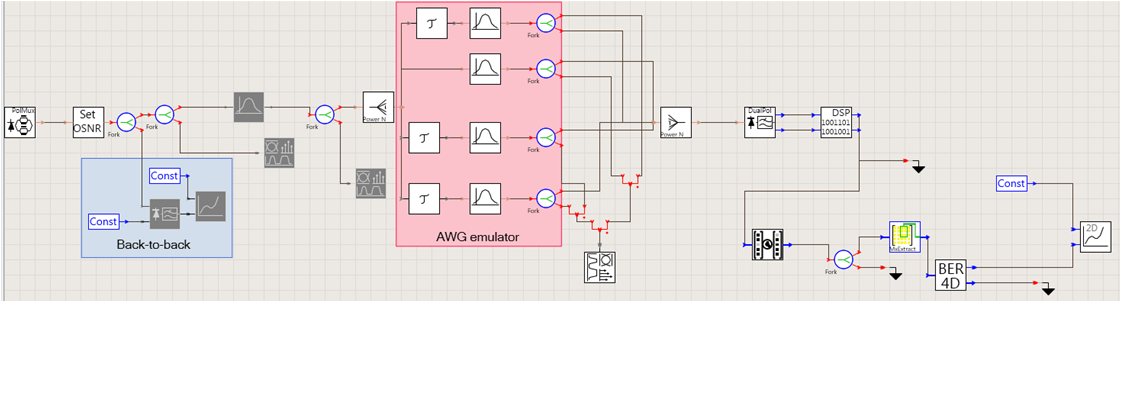 τ
Fork
Fork
PolMux
Set
OSNR
Fork
Fork
Fork
Power N
τ
Fork
τ
Fork
Power N
DualPol
DSP
1001101
1001001
Const
Const
Back-to-back
AWG emulator
Const
2D
Fork
MxExtract
BER
4D